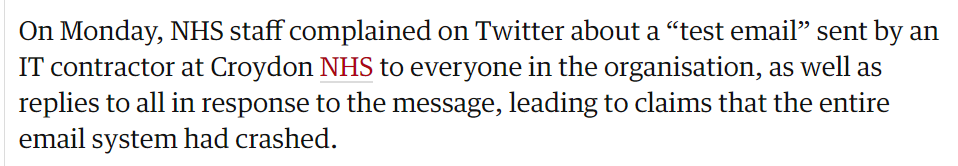 On Monday, NHS staff complained on Twitter about a “test email” sent by an
IT contractor at Croydon NHS to everyone in the organisation, as well as
replies to all in response to the message, leading to claims that the entire
email system had crashed.